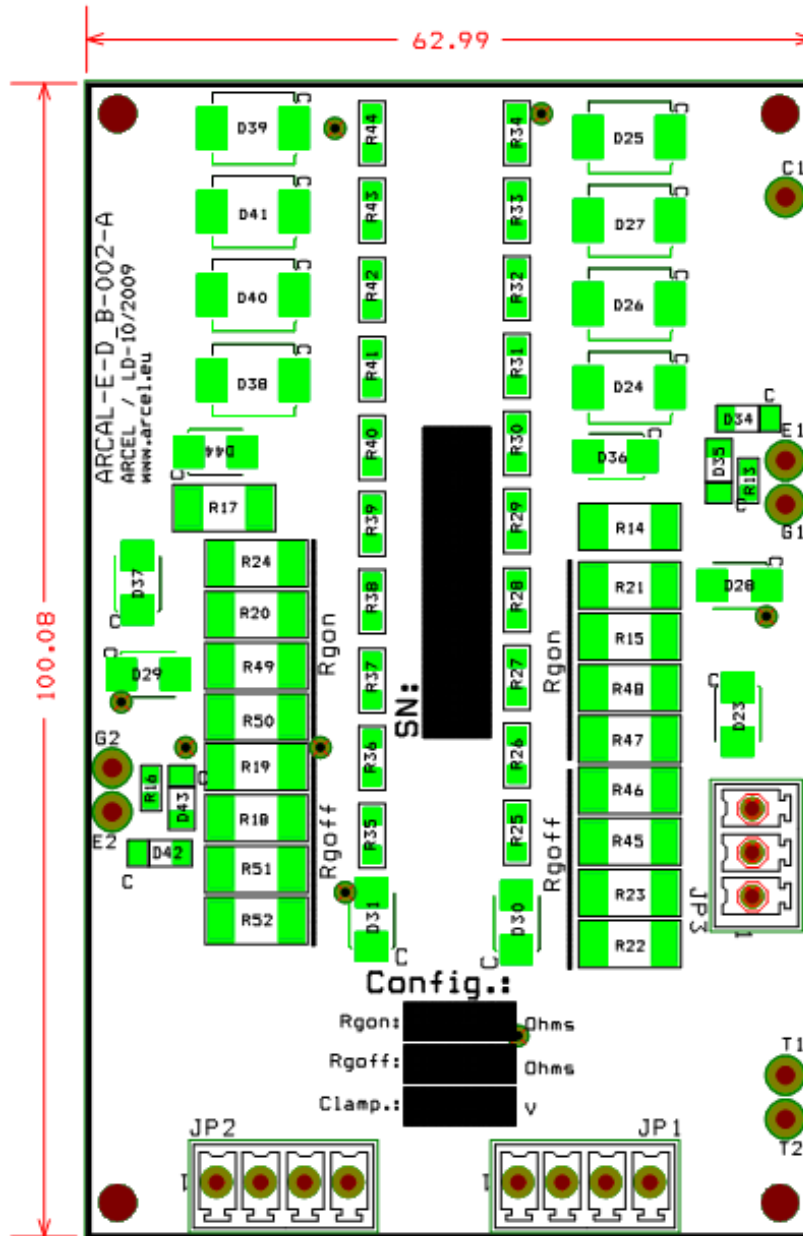 62.99
100.08
ARCAL-E-D_B-002-A
ARCEL / LD-10/2009
www.arcel.eu
D39 C
R44
R34
D25 C
C1
D41 C
R43
R33
D27 C
D40 C
R42
R32
D26 C
D38 C
R41
R31
D24 C
D34 C
D44 C
R40
R30
D36 C
D35 C
R13
E1
G1
R17
R39
R29
R14
D37 C
R24
R38
R28
R21
D28 C
R20
R15
D29 C
R49
Rgon
R37
R27
Rgon
R48
D23 C
R50
SN:
R47
G2
E2
R16
D43 C
D42 C
R19
R36
R26
R46
R18
Rgoff
R35
R25
Rgoff
R45
R51
R23
JP3
1
R52
D31 C
D30 C
R22
Config.:
Rgon: Ohms
Rgoff: Ohms
Clamp.: V
T1
T2
JP2
1
JP1
1